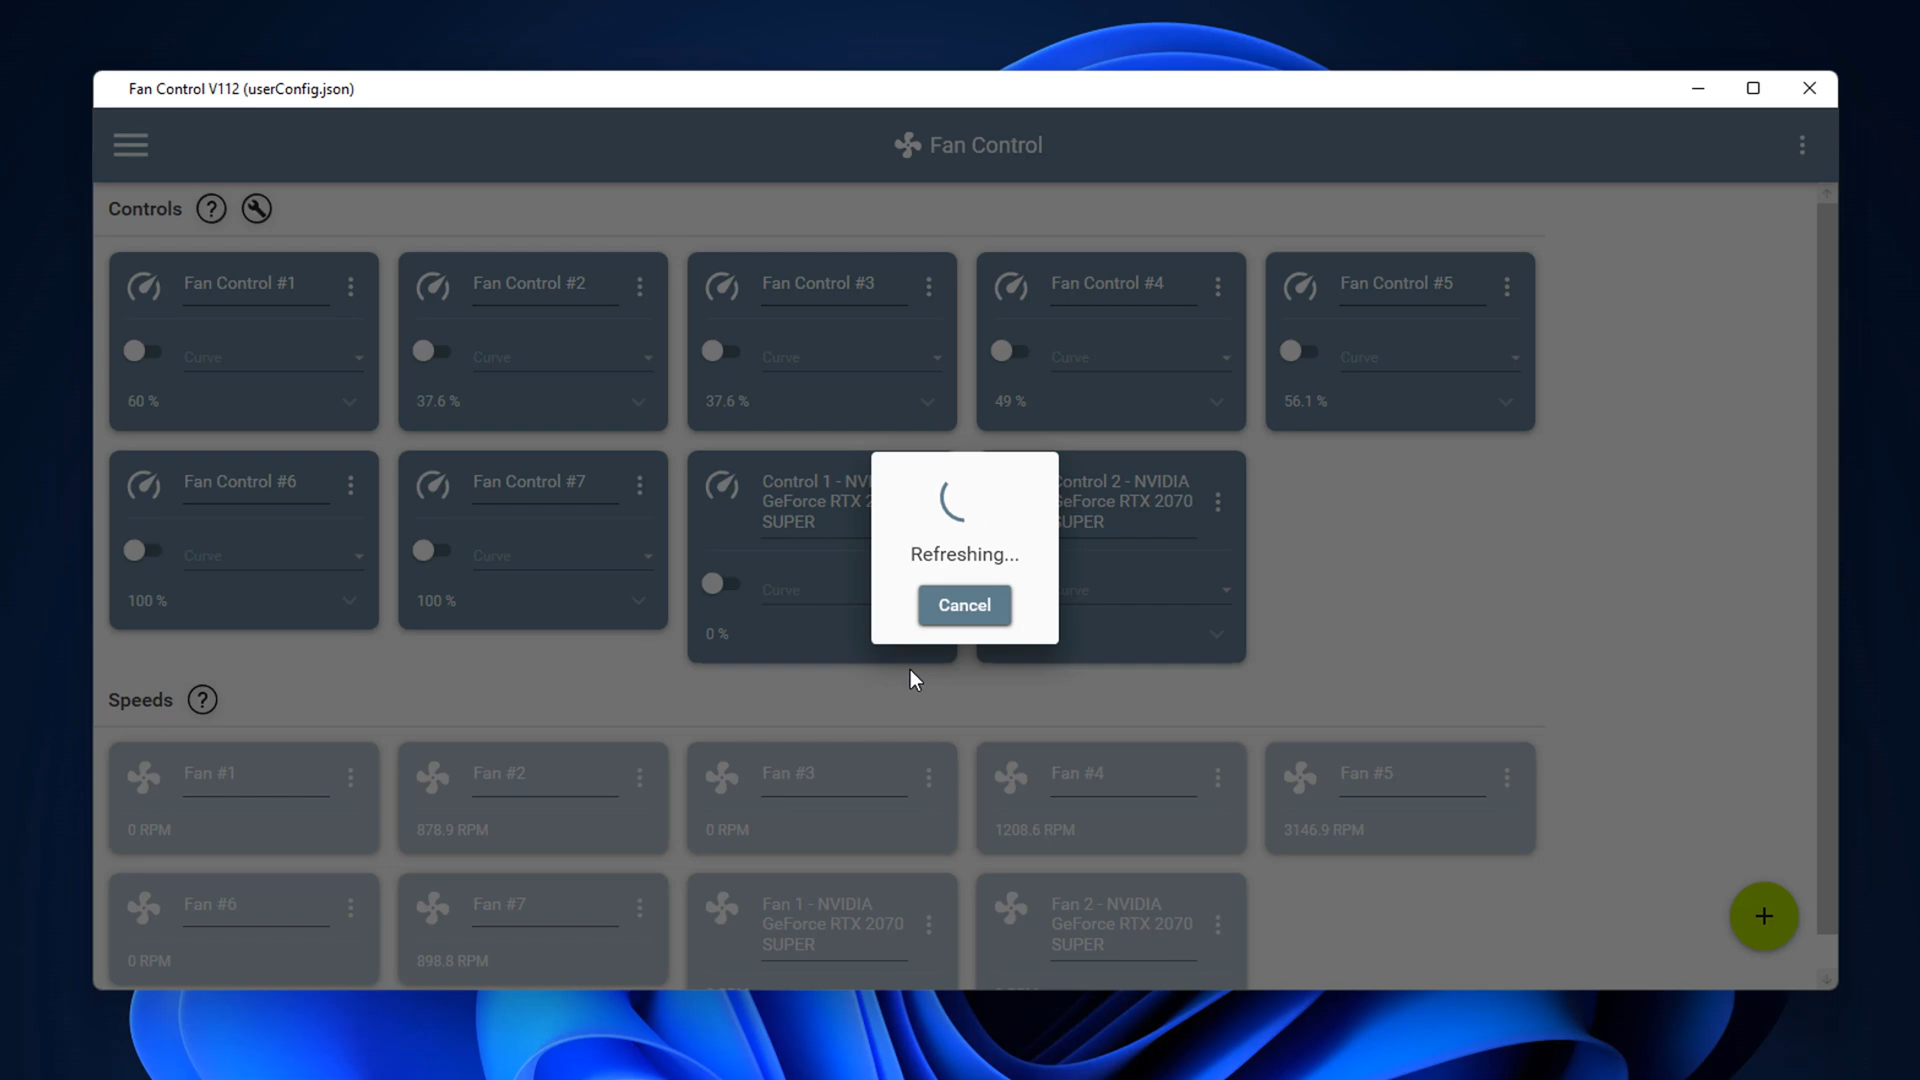 Fan Control V112 (userConfig.json)
Fan Control
Controls ?
Fan Control #1
Fan Control #2
Fan Control #3
Fan Control #4
Fan Control #5
Curve
Curve
Curve
Curve
Curve
60 %
37.6 %
37.6 %
49 %
56.1 %
Fan Control #6
Fan Control #7
Control 1 - NV
GeForce RTX 2
SUPER
ontrol 2 - NVIDIA
eForce RTX 2070
UPER
Curve
Curve
Curve
urve
100 %
100 %
0 %
Refreshing...
Cancel
Speeds ?
Fan #1
Fan #2
Fan #3
Fan #4
Fan #5
0 RPM
878.9 RPM
0 RPM
1208.6 RPM
3146.9 RPM
Fan #6
Fan #7
Fan 1 - NVIDIA
GeForce RTX 2070
SUPER
Fan 2 - NVIDIA
GeForce RTX 2070
SUPER
0 RPM
898.8 RPM
+